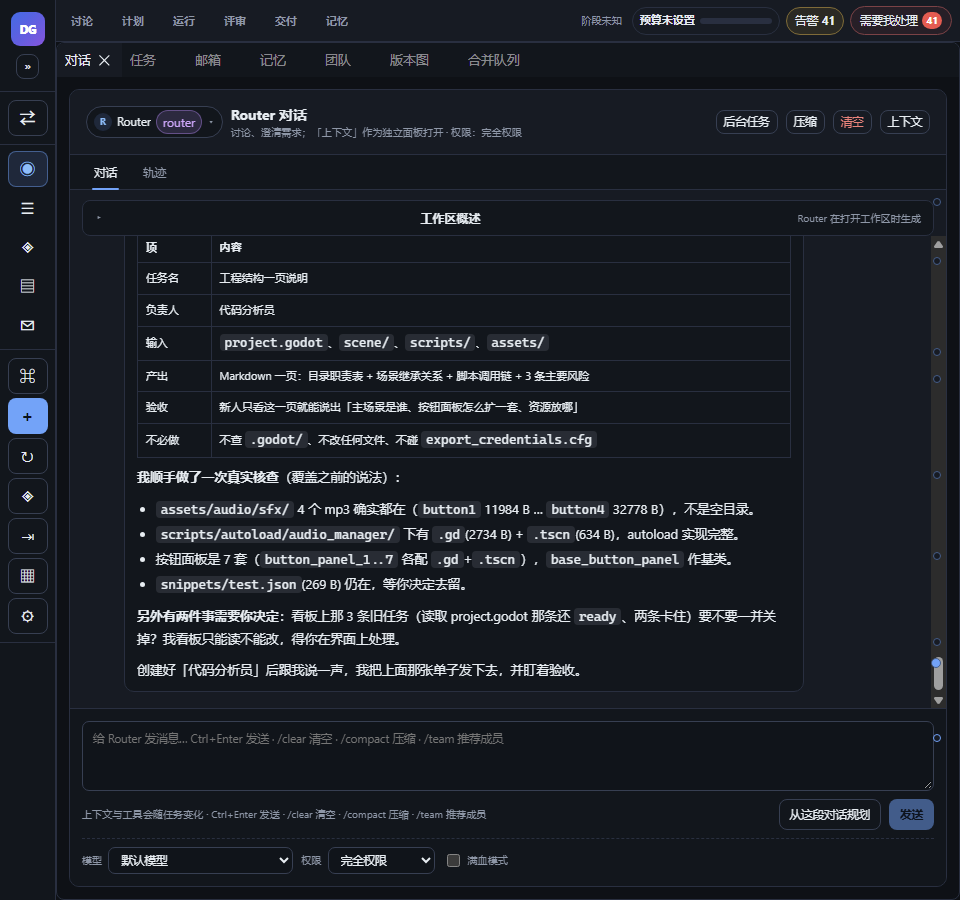 DG
讨论 计划 运行 评审 交付 记忆 阶段未知 预算未设置 告警 41 需要我处理 41
»
对话 任务 邮箱 记忆 团队 版本图 合并队列
R Router router
Router 对话
讨论、澄清需求；「上下文」作为独立面板打开 · 权限：完全权限
后台任务 压缩 清空 上下文
对话 轨迹
工作区概述 Router 在打开工作区时生成
项 内容
任务名 工程结构一页说明
负责人 代码分析员
输入 project.godot、scene/、scripts/、assets/
产出 Markdown 一页：目录职责表 + 场景继承关系 + 脚本调用链 + 3 条主要风险
验收 新人只看这一页就能说出「主场景是谁、按钮面板怎么扩一套、资源放哪」
不必做 不查 .godot/、不改任何文件、不碰 export_credentials.cfg
我顺手做了一次真实核查（覆盖之前的说法）：
• assets/audio/sfx/ 4 个 mp3 确实都在（button1 11984 B … button4 32778 B），不是空目录。
• scripts/autoload/audio_manager/ 下有 .gd (2734 B) + .tscn (634 B)，autoload 实现完整。
• 按钮面板是 7 套（button_panel_1..7 各配 .gd + .tscn），base_button_panel 作基类。
• snippets/test.json (269 B) 仍在，等你决定去留。
另外有两件事需要你决定：看板上那 3 条旧任务（读取 project.godot 那条还 ready、两条卡住）要不要一并关
掉？我看板只能读不能改，得你在界面上处理。
创建好「代码分析员」后跟我说一声，我把上面那张单子发下去，并盯着验收。
给 Router 发消息... Ctrl+Enter 发送 · /clear 清空 · /compact 压缩 · /team 推荐成员
上下文与工具会随任务变化 · Ctrl+Enter 发送 · /clear 清空 · /compact 压缩 · /team 推荐成员 从这段对话规划 发送
模型 默认模型 权限 完全权限 满血模式